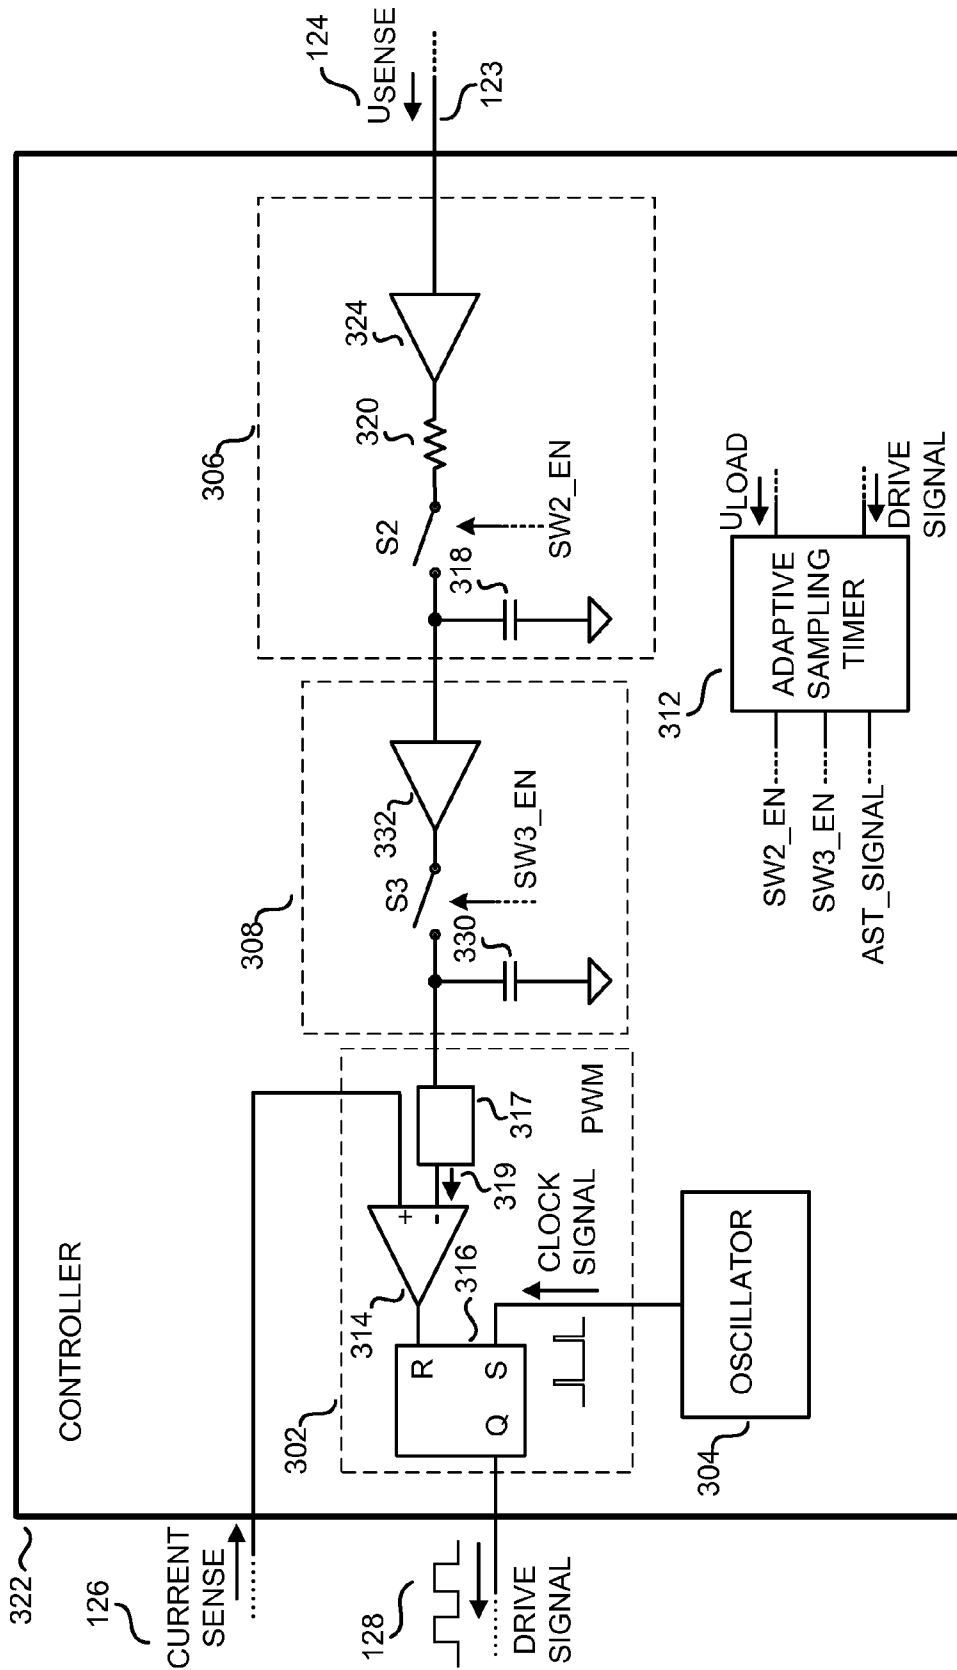 CONTROLLER
322
126
CURRENT
SENSE
128
DRIVE
SIGNAL
302
314
R
S
Q
316
+
–
319
317
PWM
CLOCK
SIGNAL
OSCILLATOR
304
308
332
S3
SW3_EN
330
306
324
320
S2
SW2_EN
318
124
USENSE
123
312
ADAPTIVE
SAMPLING
TIMER
ULOAD
DRIVE
SIGNAL
SW2_EN
SW3_EN
AST_SIGNAL